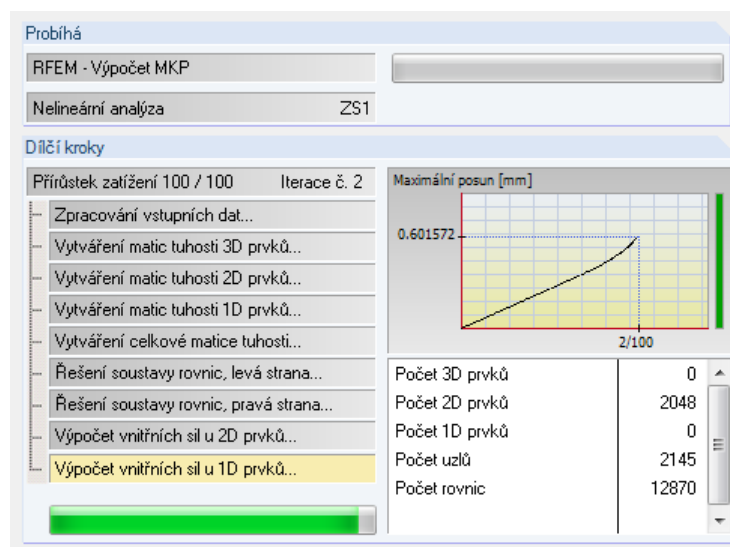 Probíhá
RFEM - Výpočet MKP
Nelineární analýza ZS1
Dílčí kroky
Přírůstek zatížení 100 / 100 Iterace č. 2
Zpracování vstupních dat...
Vytváření matic tuhosti 3D prvků...
Vytváření matic tuhosti 2D prvků...
Vytváření matic tuhosti 1D prvků...
Vytváření celkové matice tuhosti...
Řešení soustavy rovnic, levá strana...
Řešení soustavy rovnic, pravá strana...
Výpočet vnitřních sil u 2D prvků...
Výpočet vnitřních sil u 1D prvků...
Maximální posun [mm]
0.601572
2/100
Počet 3D prvků 0
Počet 2D prvků 2048
Počet 1D prvků 0
Počet uzlů 2145
Počet rovnic 12870